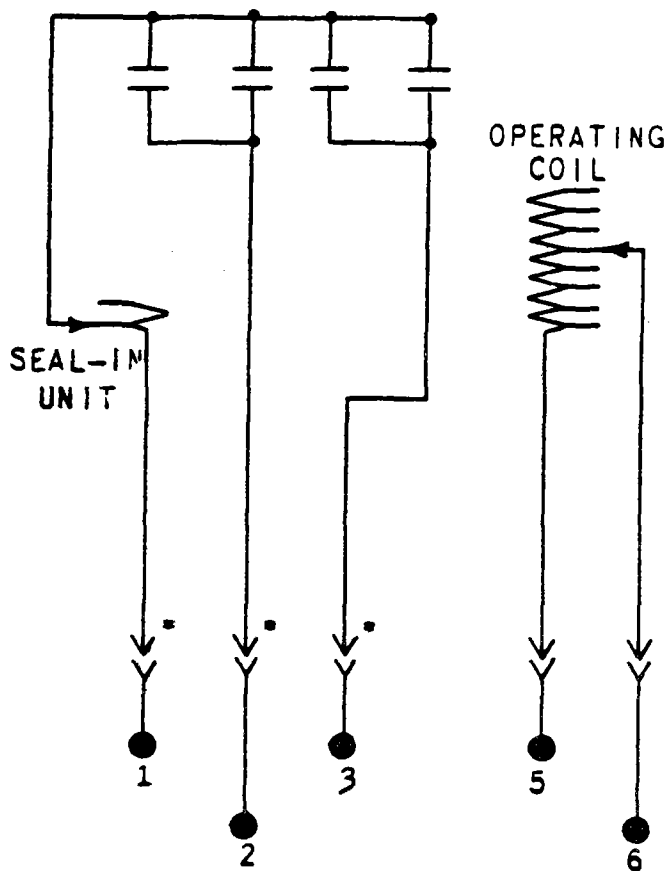 OPERATING
COIL
SEAL-IN
UNIT
* * *
1 3 5
2 6